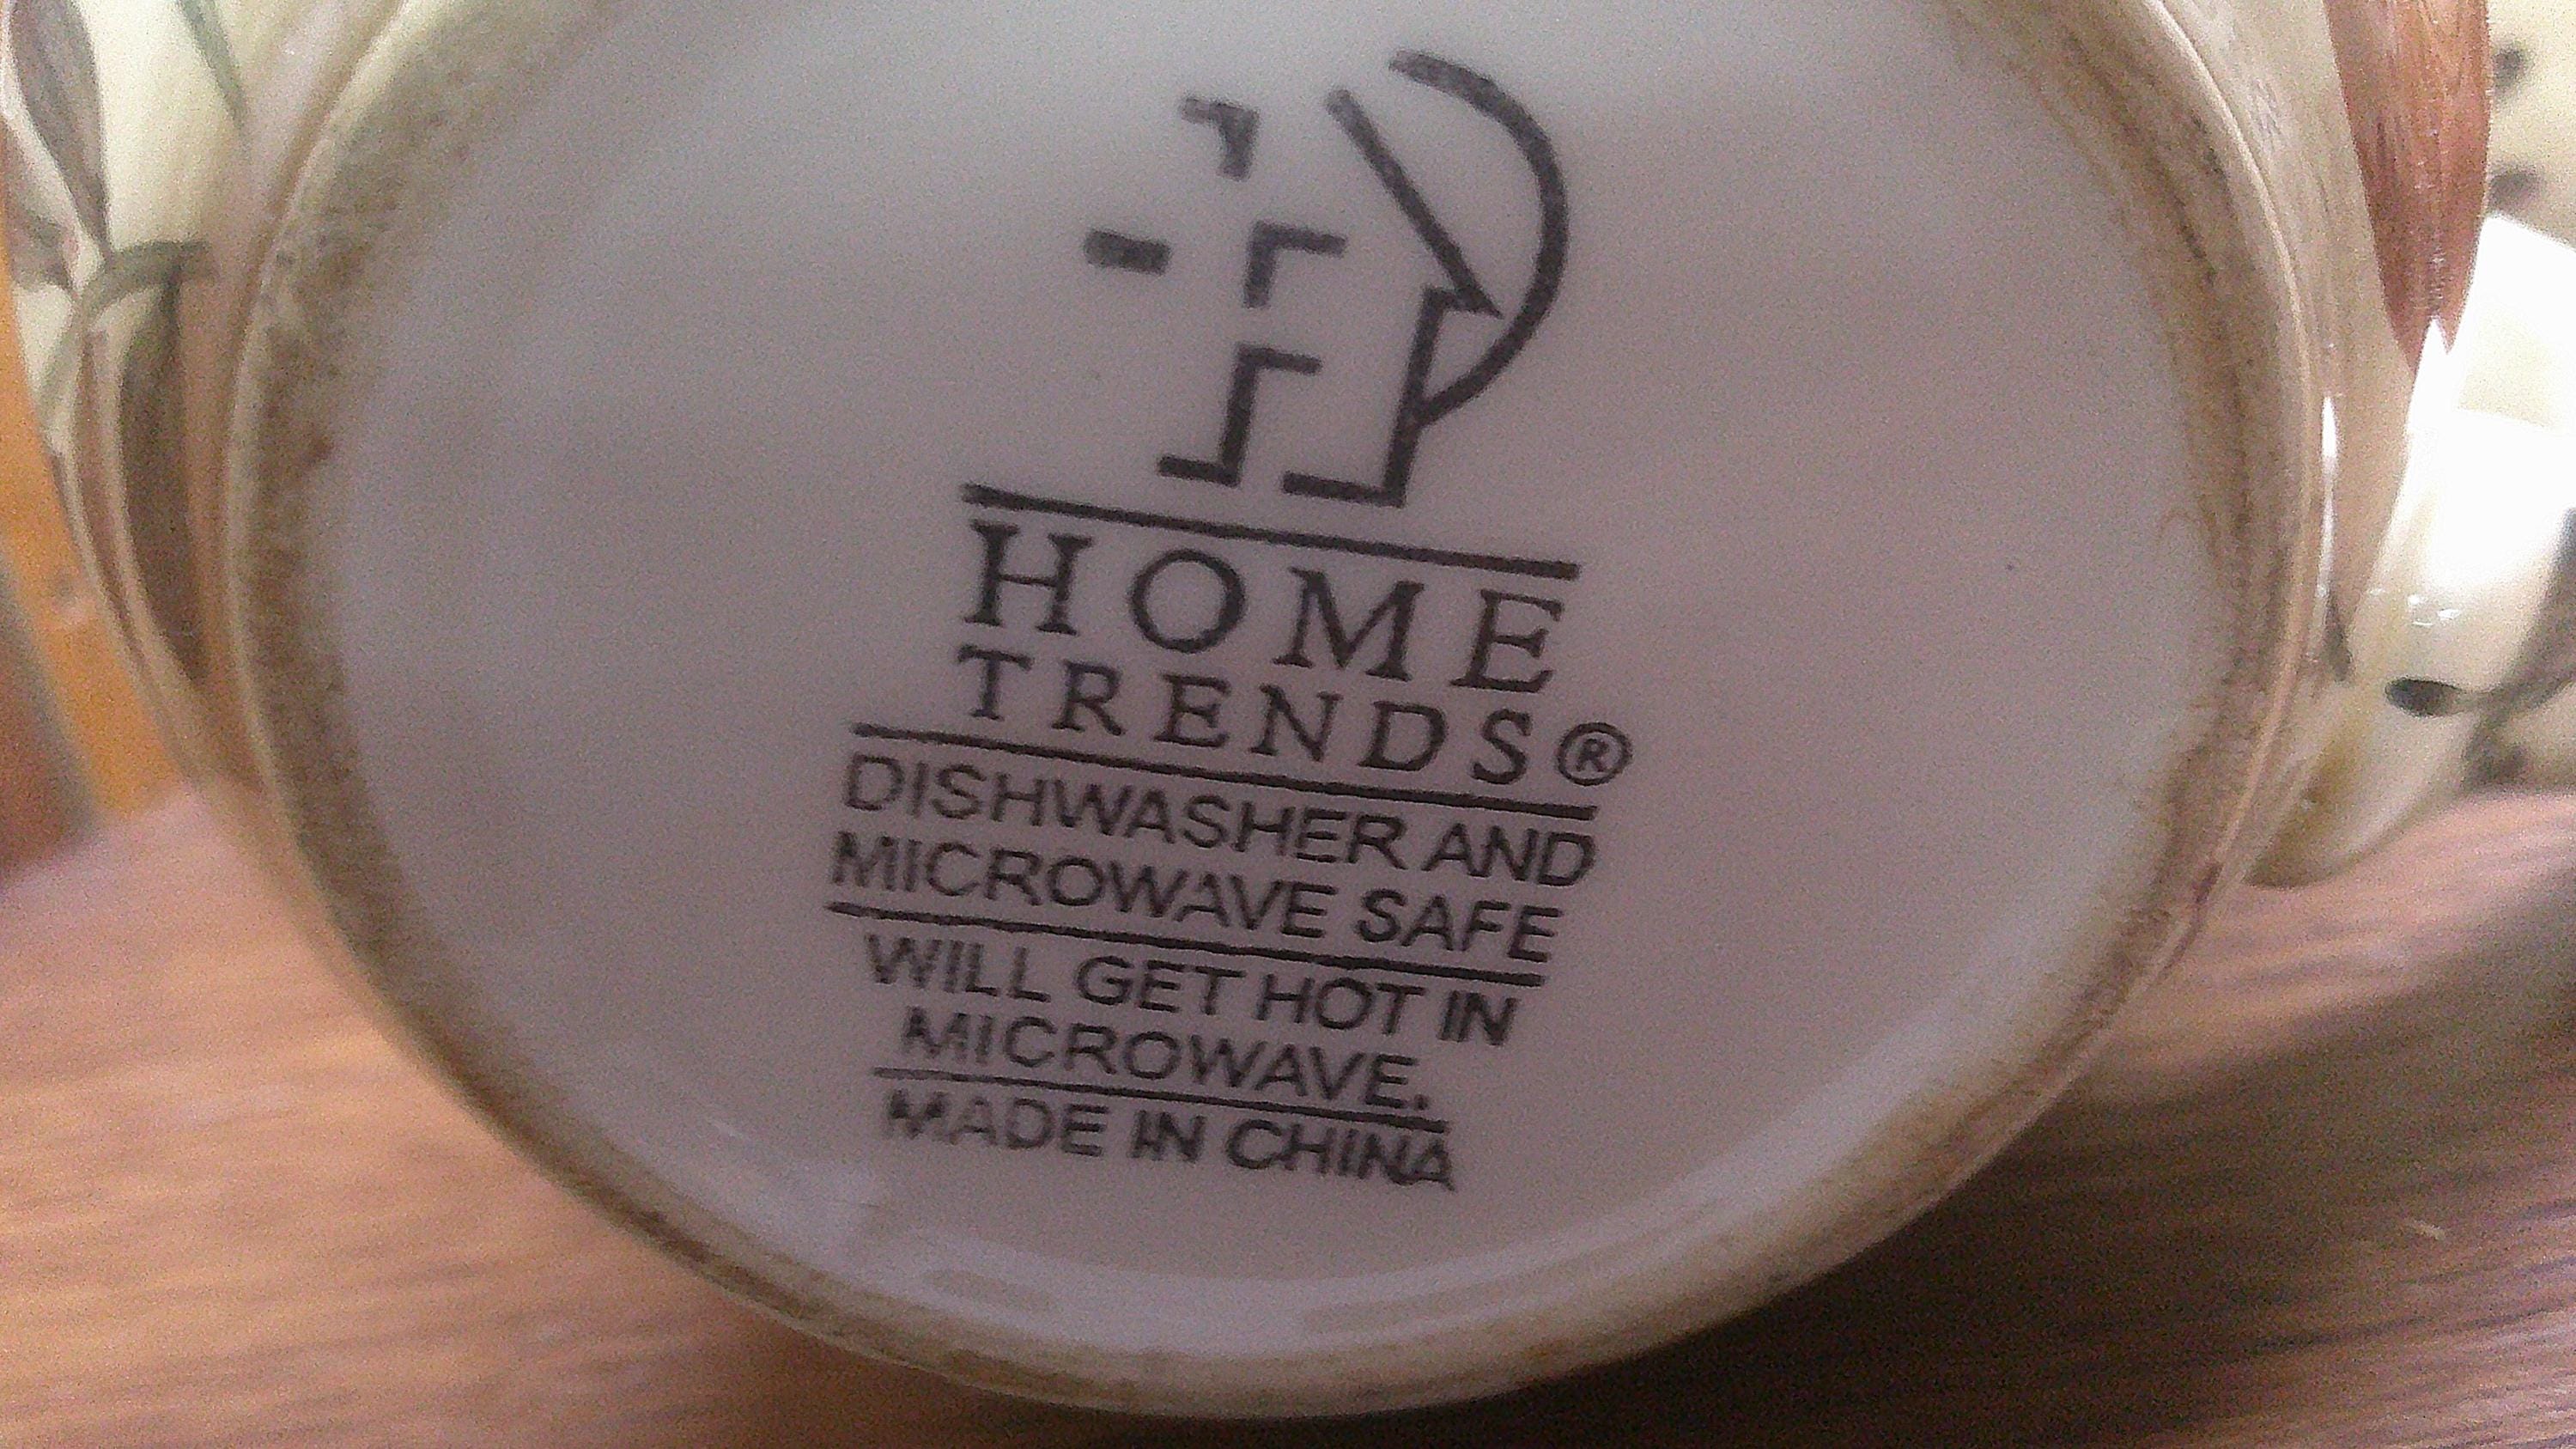 HOME
TRENDS®
DISHWASHER AND
MICROWAVE SAFE
WILL GET HOT IN
MICROWAVE.
MADE IN CHINA